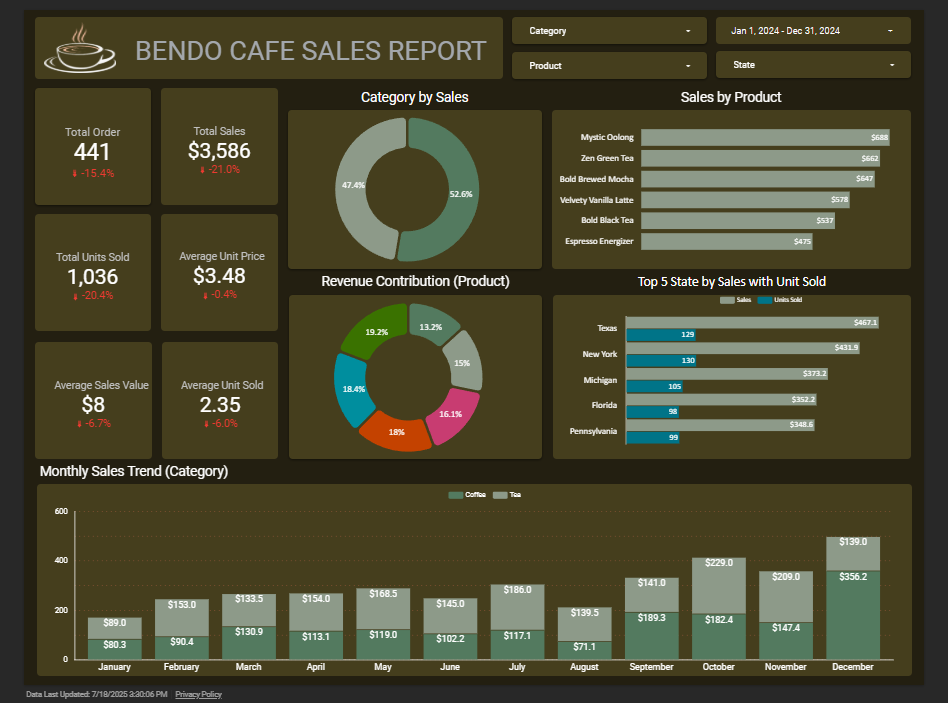 BENDO CAFE SALES REPORT
Category
Jan 1, 2024 - Dec 31, 2024
Product
State
Total Order
441
-15.4%
Total Sales
$3,586
-21.0%
Total Units Sold
1,036
-20.4%
Average Unit Price
$3.48
-0.4%
Average Sales Value
$8
-6.7%
Average Unit Sold
2.35
-6.0%
Category by Sales
47.4%
52.6%
Sales by Product
Mystic Oolong $688
Zen Green Tea $662
Bold Brewed Mocha $647
Velvety Vanilla Latte $578
Bold Black Tea $537
Espresso Energizer $475
Revenue Contribution (Product)
13.2%
15%
16.1%
18%
18.4%
19.2%
Top 5 State by Sales with Unit Sold
Sales Units Sold
Texas $467.1
129
New York $431.9
130
Michigan $373.2
105
Florida $352.2
98
Pennsylvania $348.6
99
Monthly Sales Trend (Category)
Coffee Tea
600
400
200
0
$89.0 $153.0 $133.5 $154.0 $168.5 $145.0 $186.0 $139.5 $141.0 $229.0 $209.0 $139.0
$80.3 $90.4 $130.9 $113.1 $119.0 $102.2 $117.1 $71.1 $189.3 $182.4 $147.4 $356.2
January February March April May June July August September October November December
Data Last Updated: 7/18/2025 3:30:06 PM Privacy Policy